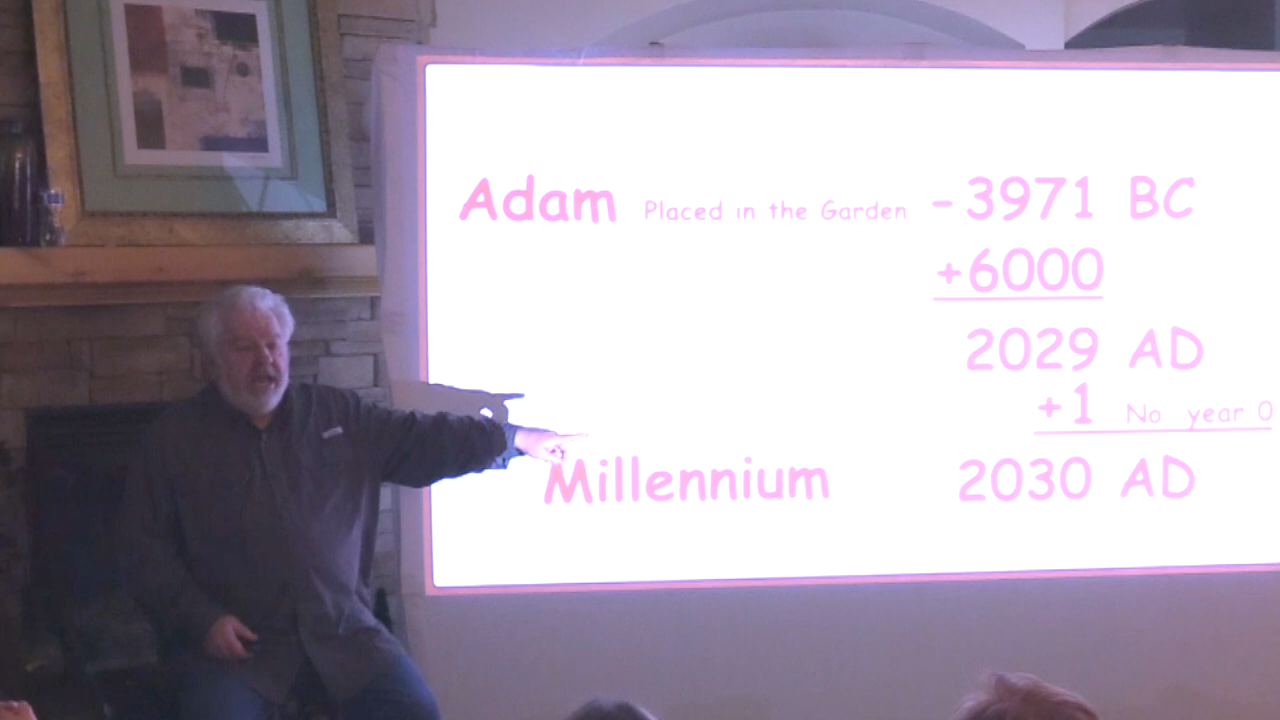 Adam Placed in the Garden -3971 BC
+6000
2029 AD
+1 No year 0
Millennium 2030 AD